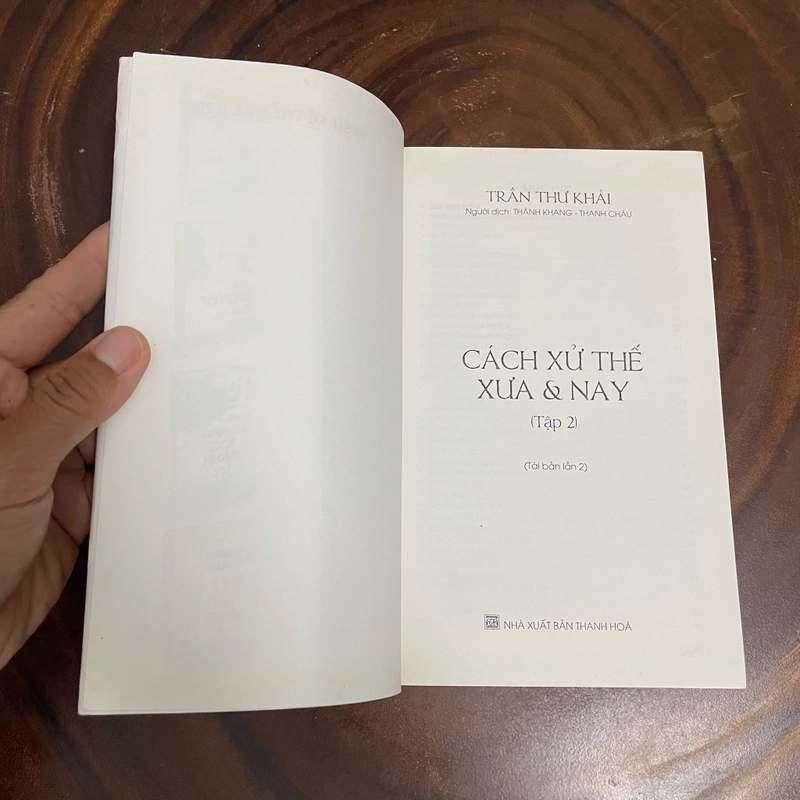 TRẦN THƯ KHẢI
Người dịch: THÀNH KHANG - THANH CHÂU
CÁCH XỬ THẾ
XƯA & NAY
(Tập 2)
(Tái bản lần 2)
NHÀ XUẤT BẢN THANH HOÁ